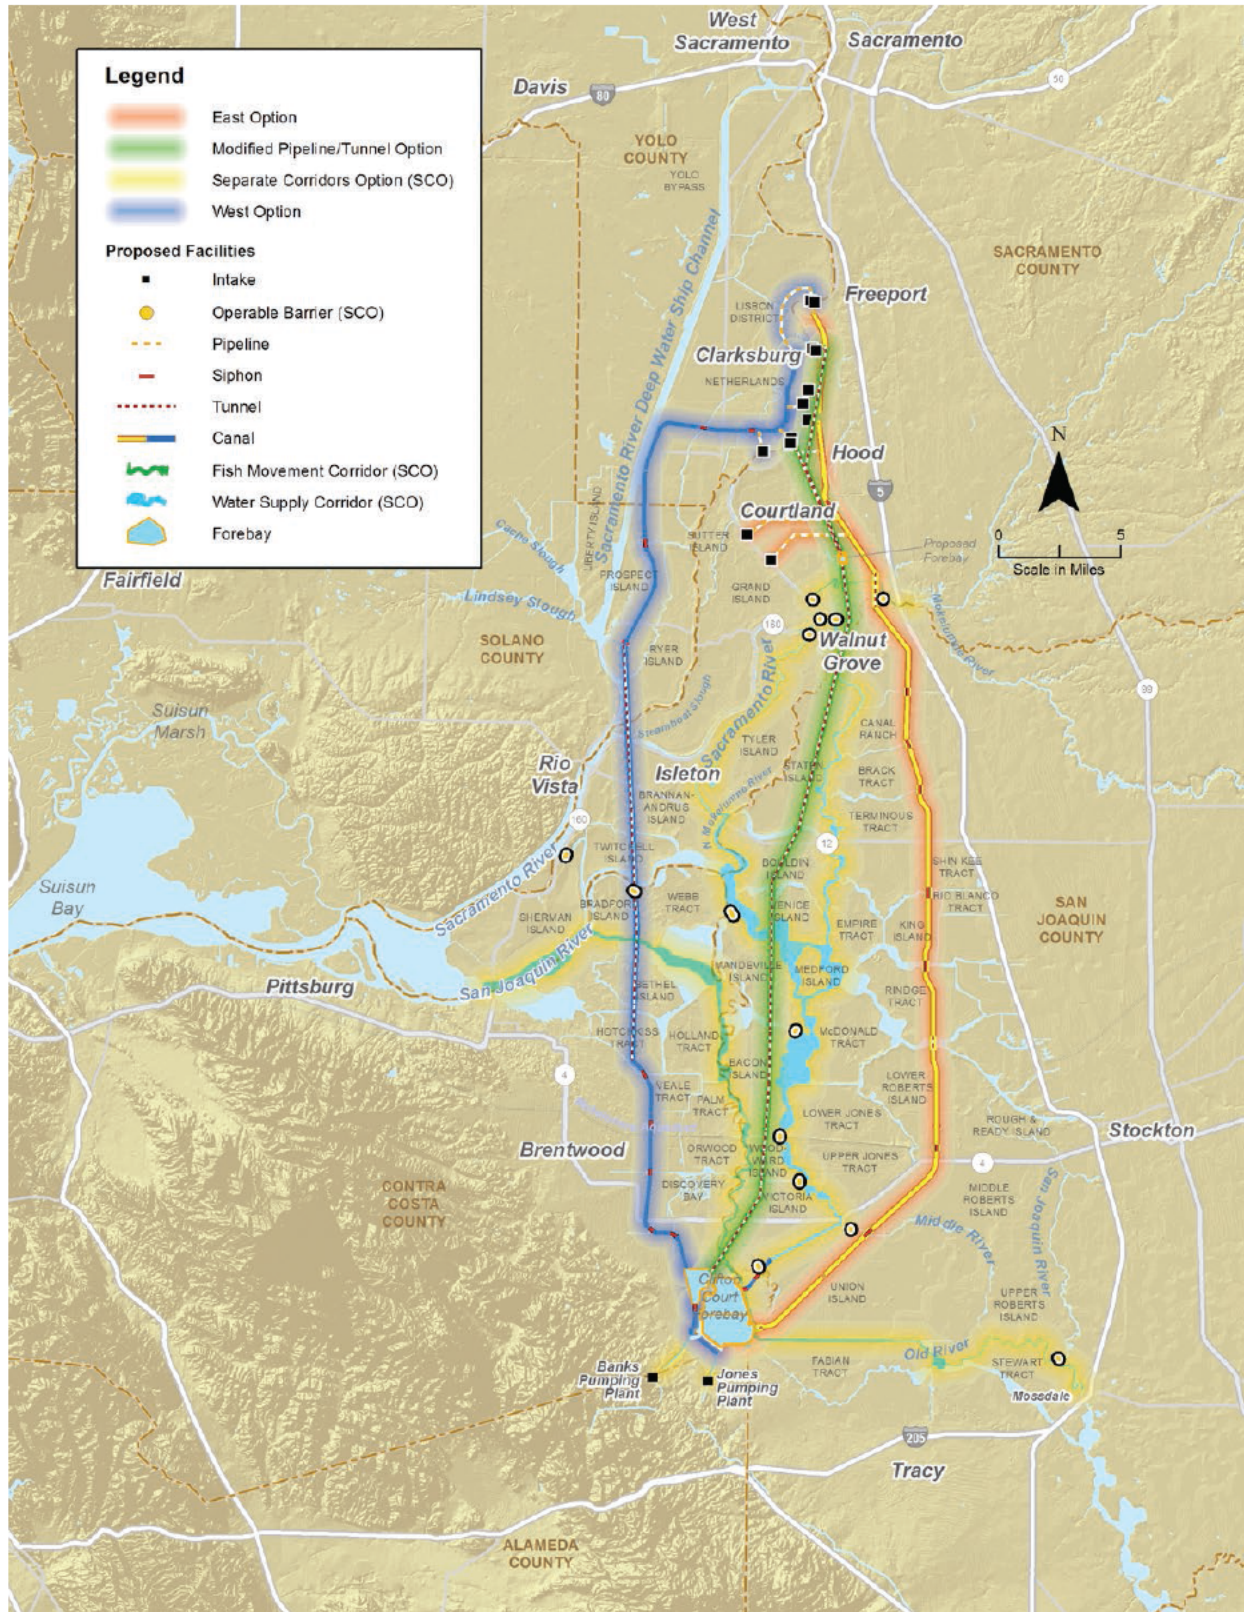 West
Sacramento
Sacramento
Legend
East Option
Modified Pipeline/Tunnel Option
Separate Corridors Option (SCO)
West Option
Proposed Facilities
Intake
Operable Barrier (SCO)
Pipeline
Siphon
Tunnel
Canal
Fish Movement Corridor (SCO)
Water Supply Corridor (SCO)
Forebay
Davis
80
50
YOLO
COUNTY
YOLO
BYPASS
Sacramento River Deep Water Ship Channel
SACRAMENTO
COUNTY
LISBON
DISTRICT
Freeport
Clarksburg
NETHERLANDS
Hood
5
N
0
5
Scale in Miles
Courtland
SUTTER
ISLAND
Proposed
Forebay
LIBERTY ISLAND
Cache Slough
PROSPECT
ISLAND
GRAND
ISLAND
Fairfield
Lindsey Slough
160
Mokelumne River
SOLANO
COUNTY
RYER
ISLAND
Walnut
Grove
99
Suisun
Marsh
Steamboat Slough
Sacramento River
TYLER
ISLAND
CANAL
RANCH
Rio
Vista
Isleton
STATEN
ISLAND
BRACK
TRACT
BRANNAN-
ANDRUS
ISLAND
N Mokelumne River
TERMINOUS
TRACT
160
TWITCHELL
ISLAND
12
BOULDIN
ISLAND
SHIN KEE
TRACT
Suisun
Bay
Sacramento River
SHERMAN
ISLAND
BRADFORD
ISLAND
WEBB
TRACT
VENICE
ISLAND
EMPIRE
TRACT
KING
ISLAND
RIO BLANCO
TRACT
SAN
JOAQUIN
COUNTY
Pittsburg
San Joaquin River
BETHEL
ISLAND
MANDEVILLE
ISLAND
MEDFORD
ISLAND
RINDGE
TRACT
HOTCHKISS
TRACT
HOLLAND
TRACT
McDONALD
TRACT
4
BACON
ISLAND
LOWER
ROBERTS
ISLAND
VEALE
TRACT
PALM
TRACT
LOWER JONES
TRACT
ROUGH &
READY ISLAND
Stockton
Brentwood
ORWOOD
TRACT
WOOD-
WARD
ISLAND
UPPER JONES
TRACT
4
CONTRA
COSTA
COUNTY
DISCOVERY
BAY
VICTORIA
ISLAND
MIDDLE
ROBERTS
ISLAND
San Joaquin River
Middle River
Clifton
Court
Forebay
UNION
ISLAND
UPPER
ROBERTS
ISLAND
Old River
Banks
Pumping
Plant
Jones
Pumping
Plant
FABIAN
TRACT
STEWART
TRACT
Mossdale
205
Tracy
ALAMEDA
COUNTY